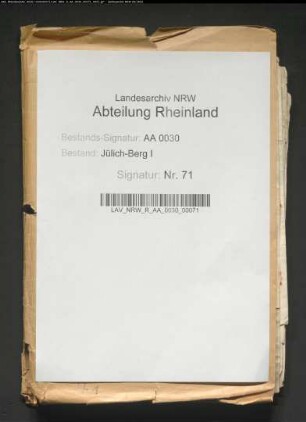 Landesarchiv NRW
Abteilung Rheinland
Bestands-Signatur: AA 0030
Bestand: Jülich-Berg I
Signatur: Nr. 71
LAV_NRW_R_AA_0030_00071